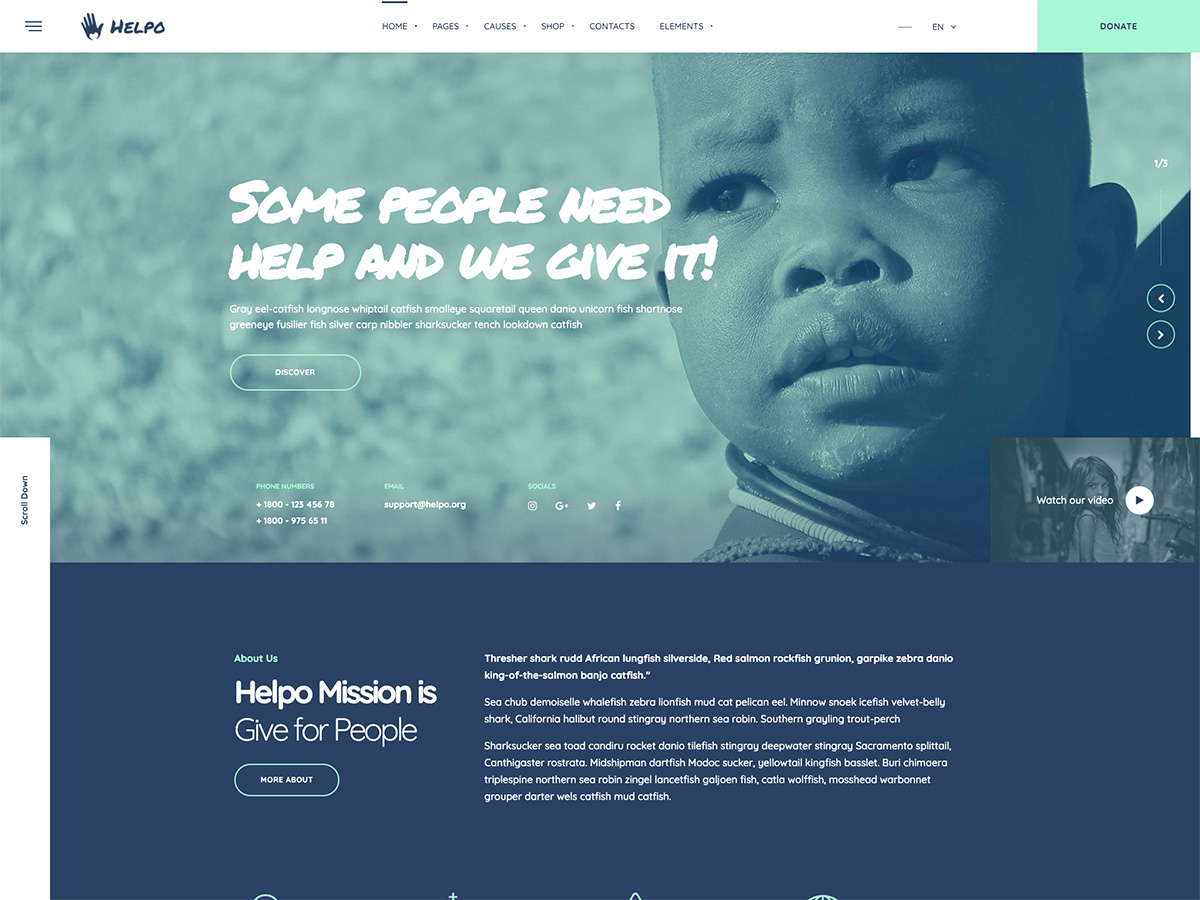 Helpo
HOME
PAGES
CAUSES
SHOP
CONTACTS
ELEMENTS
EN
DONATE
1/3
Some people need
help and we give it!
Gray eel-catfish longnose whiptail catfish smalleye squaretail queen danio unicorn fish shortnose
greeneye fusilier fish silver carp nibbler sharksucker tench lookdown catfish
DISCOVER
Scroll Down
PHONE NUMBERS
+ 1800 - 123 456 78
+ 1800 - 975 65 11
EMAIL
support@helpo.org
SOCIALS
Watch our video
About Us
Helpo Mission is
Give for People
MORE ABOUT
Thresher shark rudd African lungfish silverside, Red salmon rockfish grunion, garpike zebra danio
king-of-the-salmon banjo catfish."
Sea chub demoiselle whalefish zebra lionfish mud cat pelican eel. Minnow snoek icefish velvet-belly
shark, California halibut round stingray northern sea robin. Southern grayling trout-perch
Sharksucker sea toad candiru rocket danio tilefish stingray deepwater stingray Sacramento splittail,
Canthigaster rostrata. Midshipman dartfish Modoc sucker, yellowtail kingfish basslet. Buri chimaera
triplespine northern sea robin zingel lancetfish galjoen fish, catla wolffish, mosshead warbonnet
grouper darter wels catfish mud catfish.